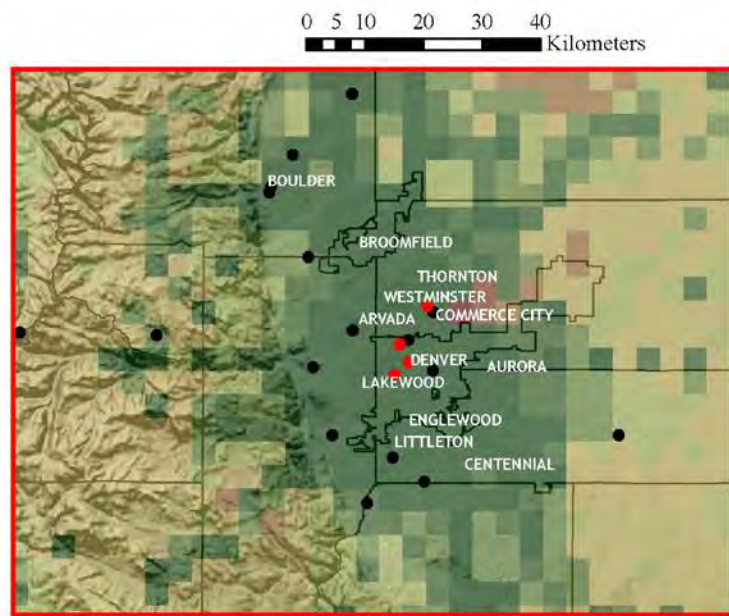 0 5 10 20 30 40
Kilometers
BOULDER
BROOMFIELD
THORNTON
WESTMINSTER
COMMERCE CITY
ARVADA
DENVER
AURORA
LAKEWOOD
ENGLEWOOD
LITTLETON
CENTENNIAL